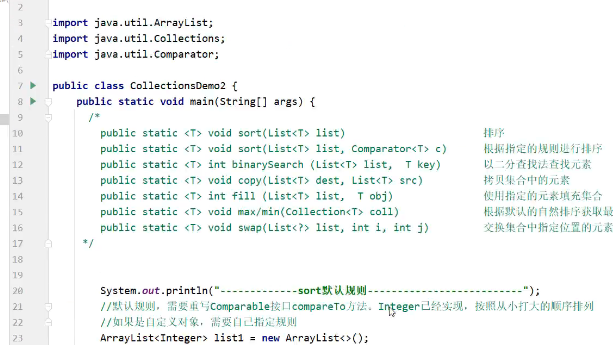 2
3 import java.util.ArrayList;
4 import java.util.Collections;
5 import java.util.Comparator;
6
7 public class CollectionsDemo2 {
8 public static void main(String[] args) {
9 /*
10 public static <T> void sort(List<T> list) 排序
11 public static <T> void sort(List<T> list, Comparator<T> c) 根据指定的规则进行排序
12 public static <T> int binarySearch (List<T> list, T key) 以二分查找法查找元素
13 public static <T> void copy(List<T> dest, List<T> src) 拷贝集合中的元素
14 public static <T> int fill (List<T> list, T obj) 使用指定的元素填充集合
15 public static <T> void max/min(Collection<T> coll) 根据默认的自然排序获取最
16 public static <T> void swap(List<?> list, int i, int j) 交换集合中指定位置的元素
17 */
18
19
20 System.out.println("-------------sort默认规则--------------------------");
21 //默认规则，需要重写Comparable接口compareTo方法。Integer已经实现，按照从小打大的顺序排列
22 //如果是自定义对象，需要自己指定规则
23 ArrayList<Integer> list1 = new ArrayList<>();